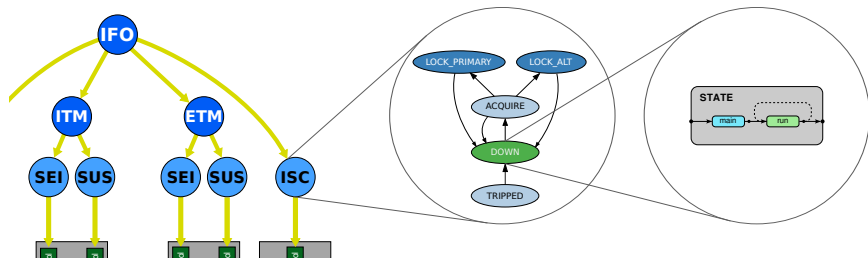 IFO
LOCK_PRIMARY
LOCK_ALT
ACQUIRE
STATE
ITM
ETM
main
run
DOWN
SEI
SUS
SEI
SUS
ISC
TRIPPED